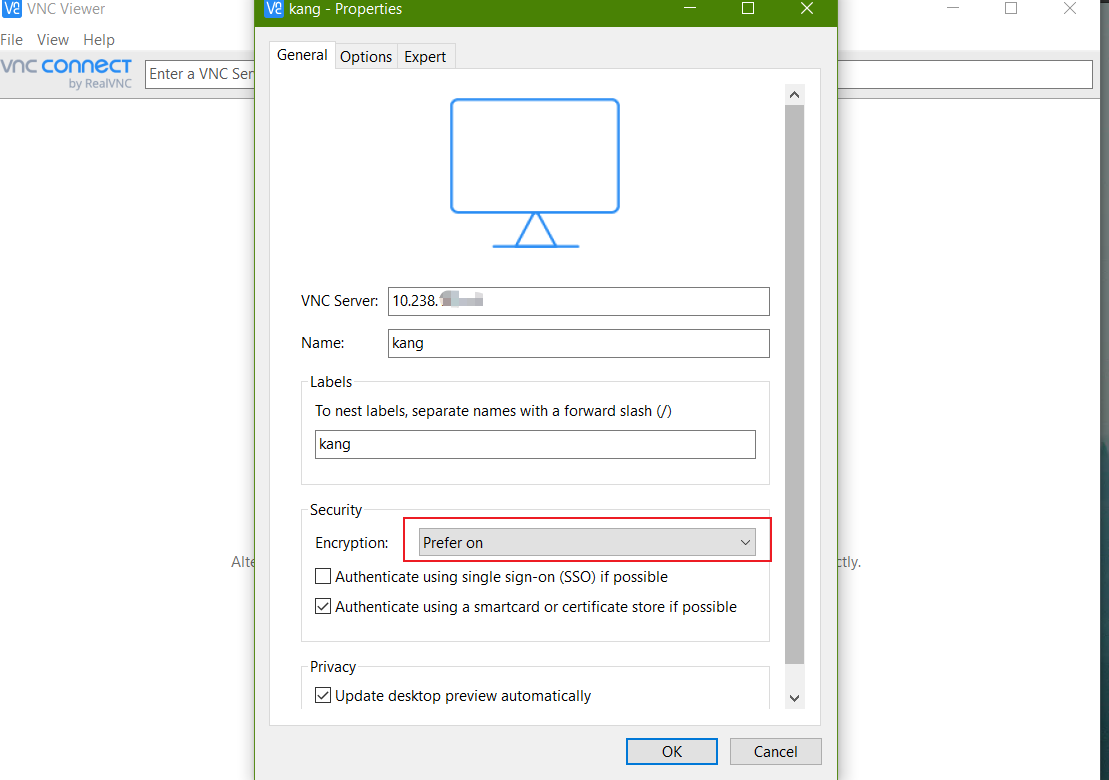 VNC Viewer
kang - Properties
File View Help
vnc connect
by RealVNC
Enter a VNC Ser
General Options Expert
VNC Server: 10.238.
Name: kang
Labels
To nest labels, separate names with a forward slash (/)
kang
Security
Encryption: Prefer on
Authenticate using single sign-on (SSO) if possible
Authenticate using a smartcard or certificate store if possible
Privacy
Update desktop preview automatically
OK Cancel
Alte
ctly.